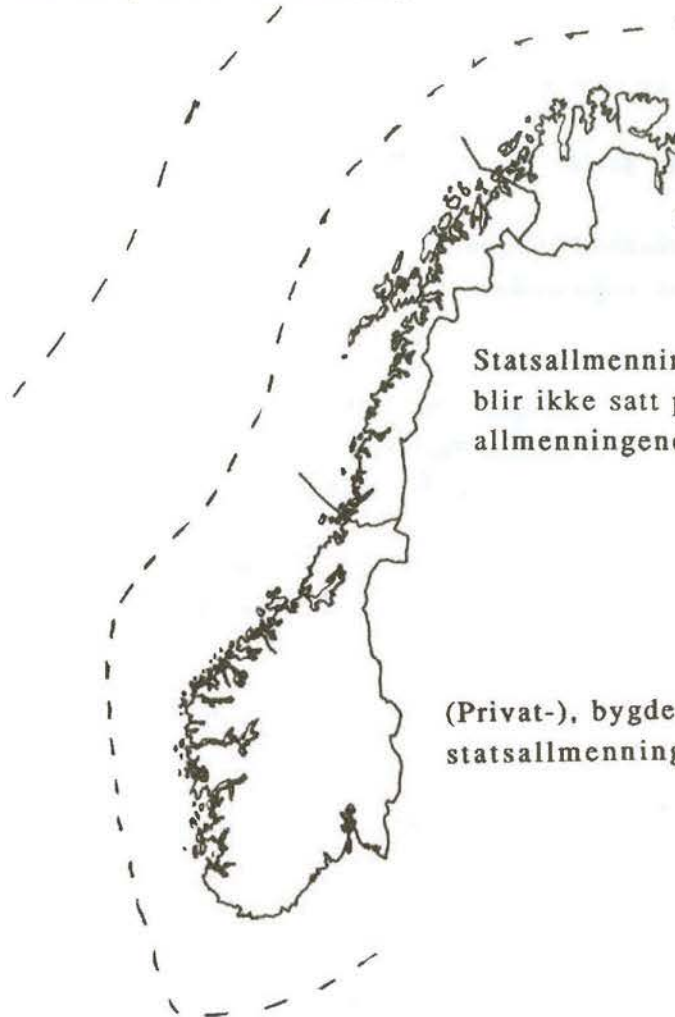 Statsallmennin
blir ikke satt p
allmenningene
(Privat-), bygde
statsallmenning